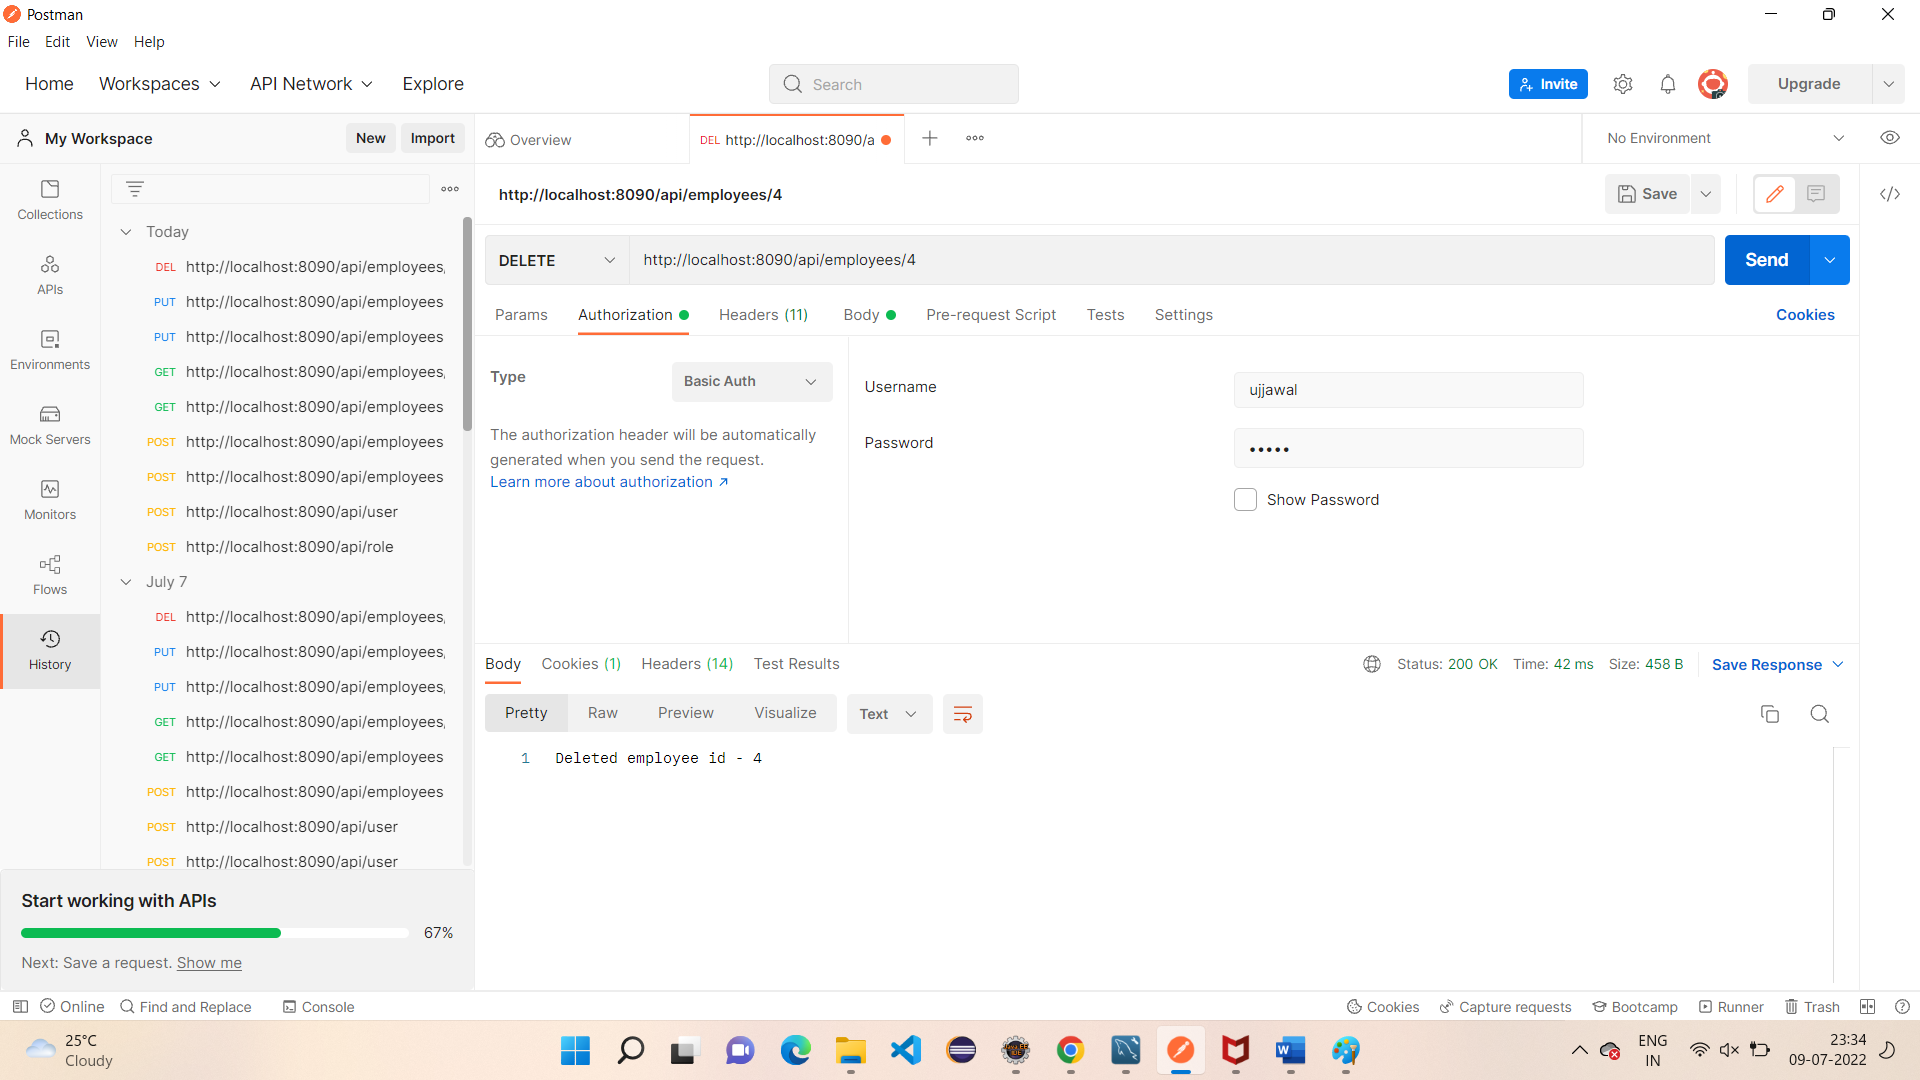 Postman
File Edit View Help
Home Workspaces API Network Explore Search Invite Upgrade
My Workspace New Import Overview DEL http://localhost:8090/a No Environment
http://localhost:8090/api/employees/4 Save
DELETE http://localhost:8090/api/employees/4 Send
Params Authorization Headers (11) Body Pre-request Script Tests Settings Cookies
Type Basic Auth
The authorization header will be automatically
generated when you send the request.
Learn more about authorization ↗
Username ujjawal
Password •••••
Show Password
Collections
APIs
Environments
Mock Servers
Monitors
Flows
History
Today
DEL http://localhost:8090/api/employees,
PUT http://localhost:8090/api/employees
PUT http://localhost:8090/api/employees
GET http://localhost:8090/api/employees,
GET http://localhost:8090/api/employees
POST http://localhost:8090/api/employees
POST http://localhost:8090/api/employees
POST http://localhost:8090/api/user
POST http://localhost:8090/api/role
July 7
DEL http://localhost:8090/api/employees,
PUT http://localhost:8090/api/employees,
PUT http://localhost:8090/api/employees,
GET http://localhost:8090/api/employees,
GET http://localhost:8090/api/employees
POST http://localhost:8090/api/employees
POST http://localhost:8090/api/user
POST http://localhost:8090/api/user
Body Cookies (1) Headers (14) Test Results Status: 200 OK Time: 42 ms Size: 458 B Save Response
Pretty Raw Preview Visualize Text
1 Deleted employee id - 4
Start working with APIs
67%
Next: Save a request. Show me
Online Find and Replace Console Cookies Capture requests Bootcamp Runner Trash
25°C
Cloudy
ENG
IN
23:34
09-07-2022